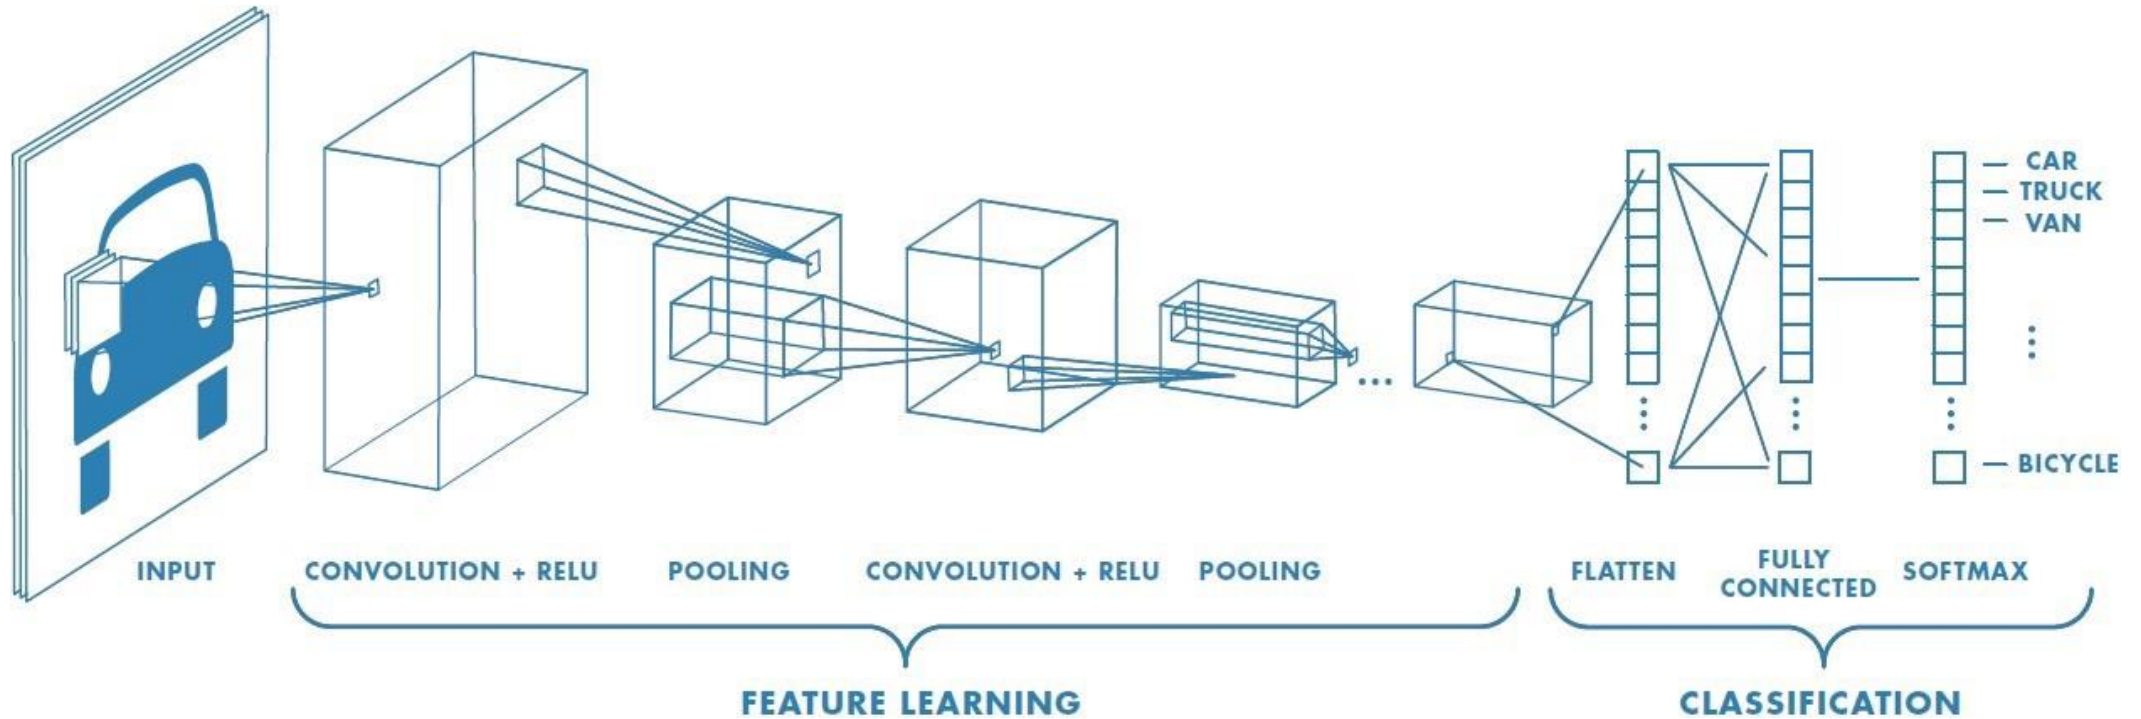 CAR
TRUCK
VAN
BICYCLE
INPUT
CONVOLUTION + RELU
POOLING
CONVOLUTION + RELU
POOLING
FLATTEN
FULLY
CONNECTED
SOFTMAX
FEATURE LEARNING
CLASSIFICATION